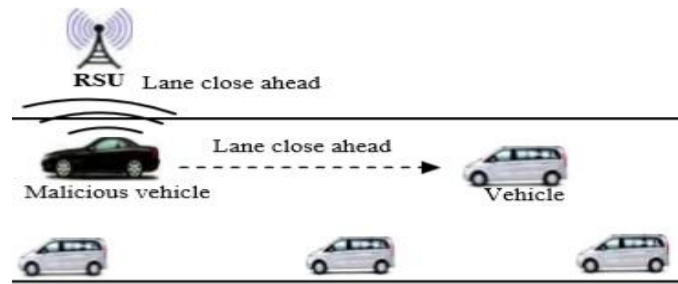 RSU
Lane close ahead
Lane close ahead
Malicious vehicle
Vehicle